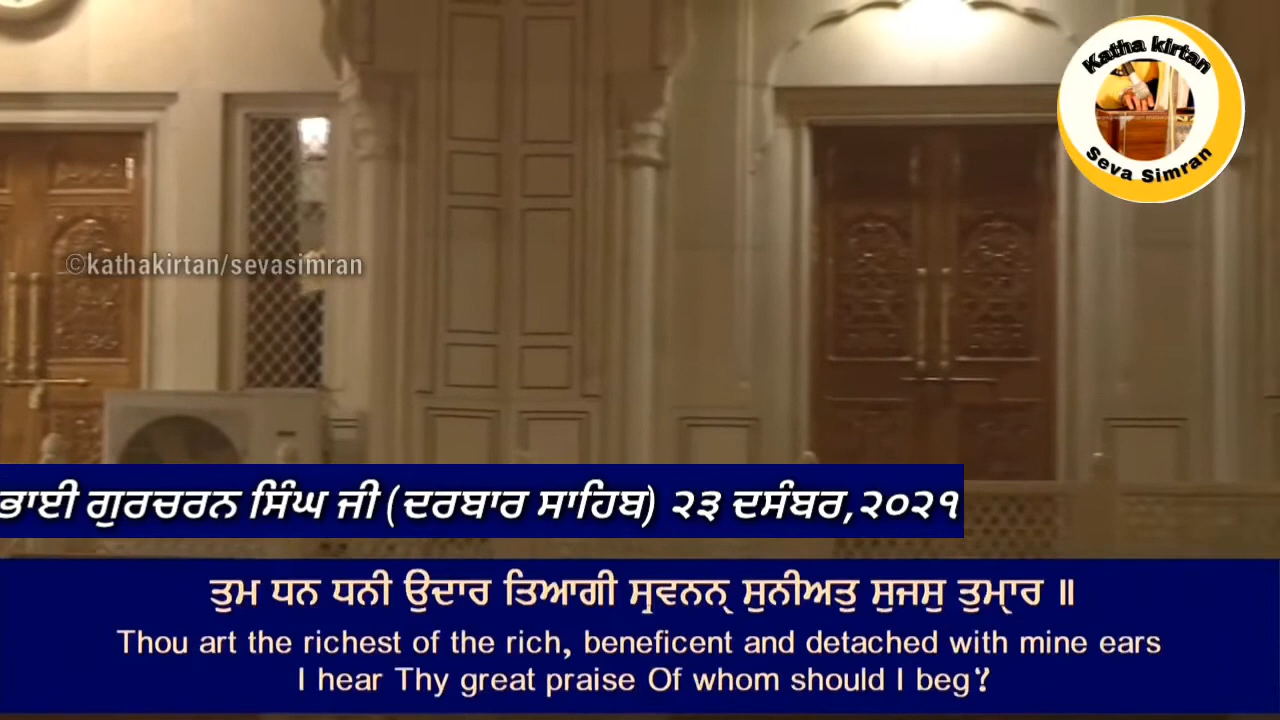 Katha kirtan
Seva Simran
©kathakirtan/sevasimran
ਭਾਈ ਗੁਰਚਰਨ ਸਿੰਘ ਜੀ (ਦਰਬਾਰ ਸਾਹਿਬ) ੨੩ ਦਸੰਬਰ,੨੦੨੧
ਤੁਮ ਧਨ ਧਨੀ ਉਦਾਰ ਤਿਆਗੀ ਸ੍ਰਵਨਨ੍ ਸੁਨੀਅਤੁ ਸੁਜਸੁ ਤੁਮ੍ਾਰ ॥
Thou art the richest of the rich, beneficent and detached with mine ears
I hear Thy great praise Of whom should I beg?